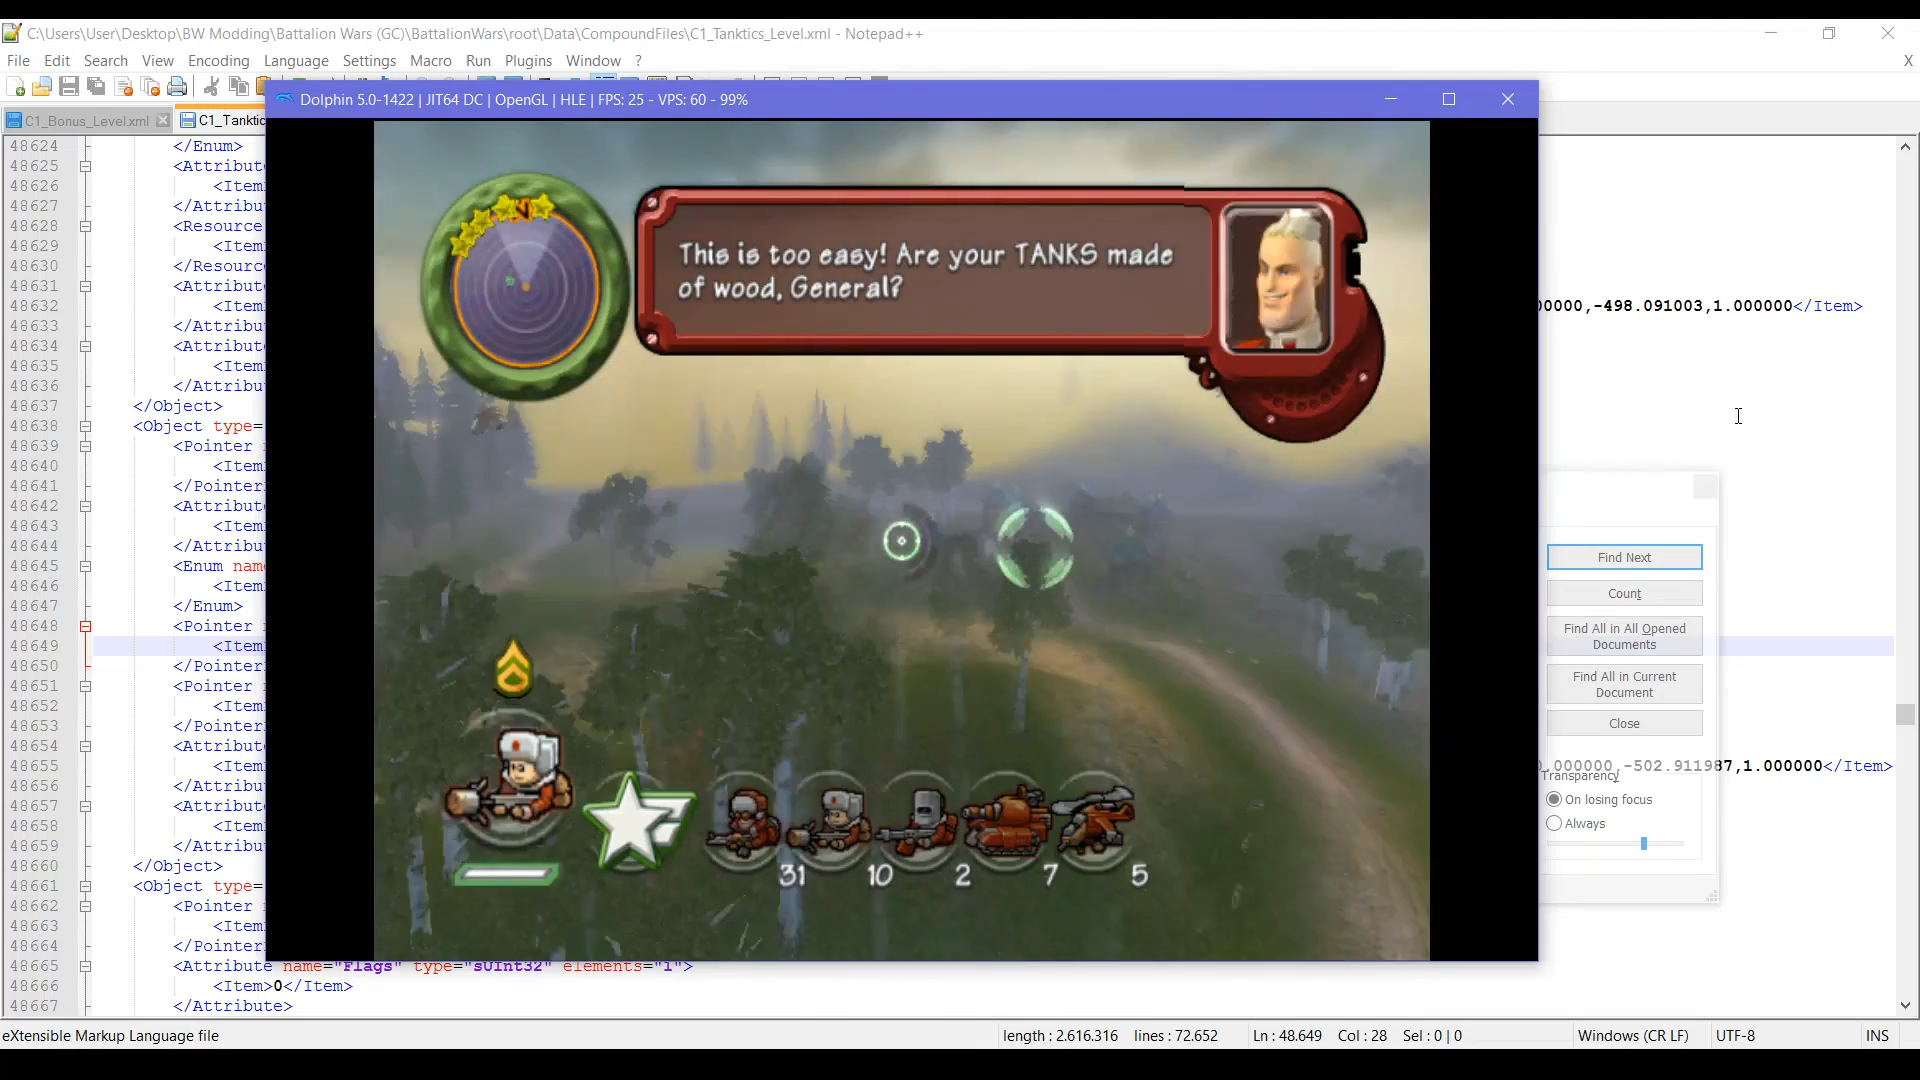 C:\Users\User\Desktop\BW Modding\Battalion Wars (GC)\BattalionWars\root\Data\CompoundFiles\C1_Tanktics_Level.xml - Notepad++
File Edit Search View Encoding Language Settings Macro Run Plugins Window ?
X
Dolphin 5.0-1422 | JIT64 DC | OpenGL | HLE | FPS: 25 - VPS: 60 - 99%
C1_Bonus_Level.xml C1_Tanktic
48624 </Enum>
48625 <Attribut
48626 <Item
48627 </Attribu
48628 <Resource
48629 <Item
48630 </Resourc
48631 <Attribut
48632 <Item 00000,-498.091003,1.000000</Item>
48633 </Attribu
48634 <Attribut
48635 <Item
48636 </Attribu
48637 </Object>
48638 <Object type=
48639 <Pointer
48640 <Item
48641 </Pointer
48642 <Attribut
48643 <Item
48644 </Attribu
48645 <Enum name
48646 <Item
48647 </Enum>
48648 <Pointer
48649 <Item
48650 </Pointer
48651 <Pointer
48652 <Item
48653 </Pointer
48654 <Attribut
48655 <Item 0.000000,-502.911987,1.000000</Item>
48656 </Attribu
48657 <Attribut
48658 <Item
48659 </Attribu
48660 </Object>
48661 <Object type=
48662 <Pointer
48663 <Item
48664 </Pointer
48665 <Attribute name="Flags" type="sUInt32" elements="1">
48666 <Item>0</Item>
48667 </Attribute>
This is too easy! Are your TANKS made
of wood, General?
31 10 2 7 5
Find Next
Count
Find All in All Opened
Documents
Find All in Current
Document
Close
Transparency
On losing focus
Always
eXtensible Markup Language file length : 2.616.316 lines : 72.652 Ln : 48.649 Col : 28 Sel : 0 | 0 Windows (CR LF) UTF-8 INS